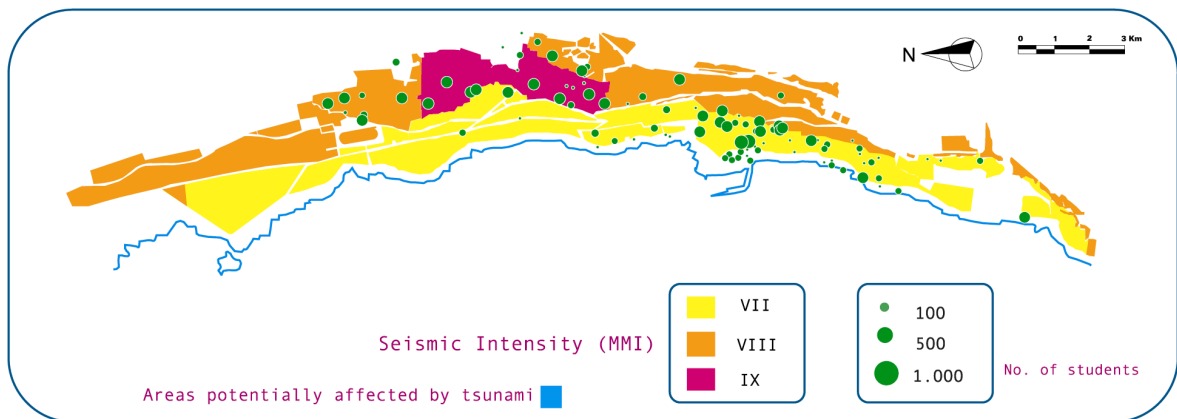 N
0 1 2 3 Km
VII
VIII
IX
Seismic Intensity (MMI)
Areas potentially affected by tsunami
100
500
1.000
No. of students